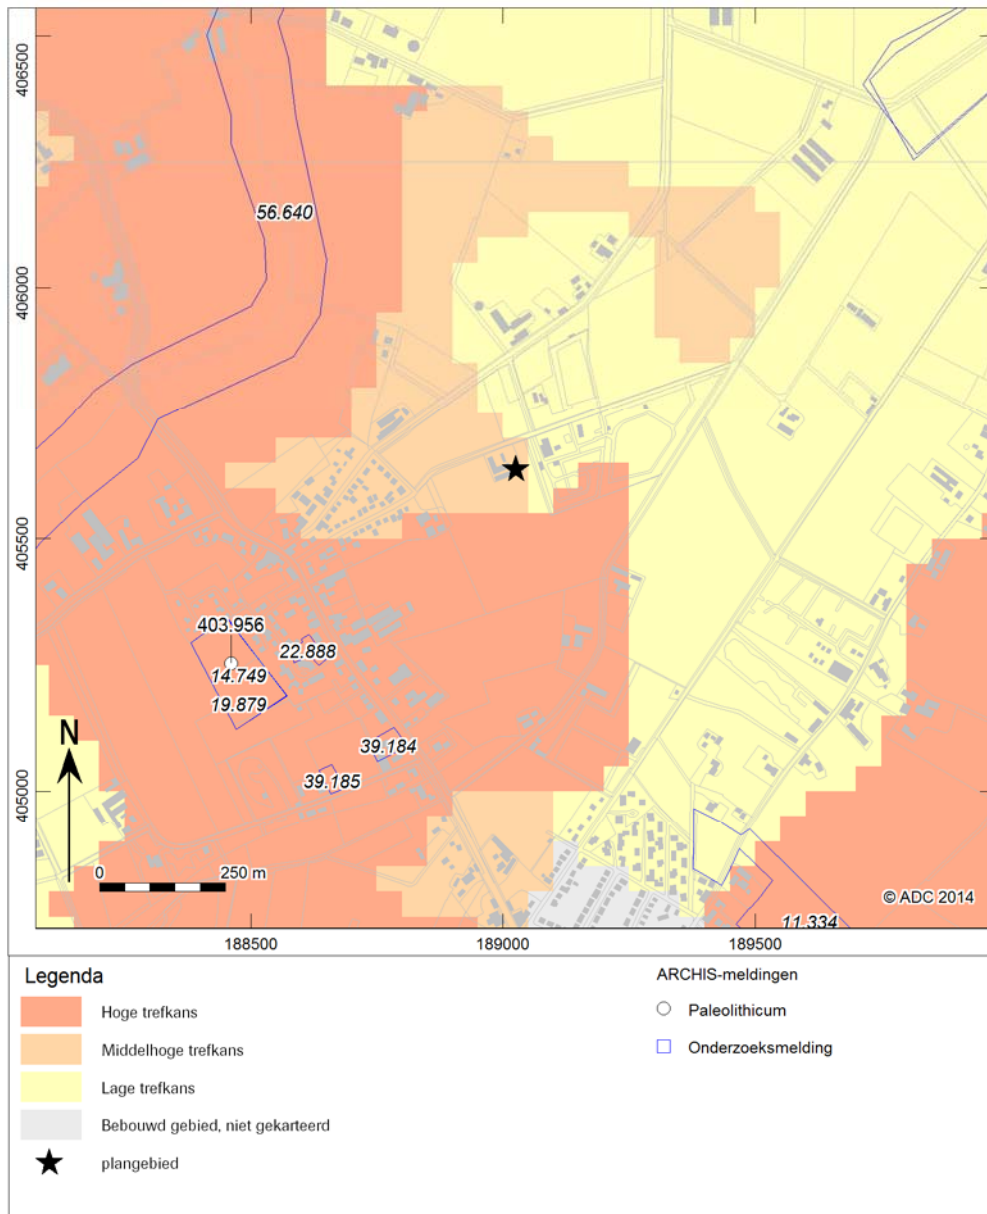 406500
56.640
406000
405500
403.956
22.888
14.749
19.879
39.184
39.185
N
405000
0 250 m
© ADC 2014
11.334
188500 189000 189500
Legenda
Hoge trefkans
Middelhoge trefkans
Lage trefkans
Bebouwd gebied, niet gekarteerd
plangebied
ARCHIS-meldingen
Paleolithicum
Onderzoeksmelding